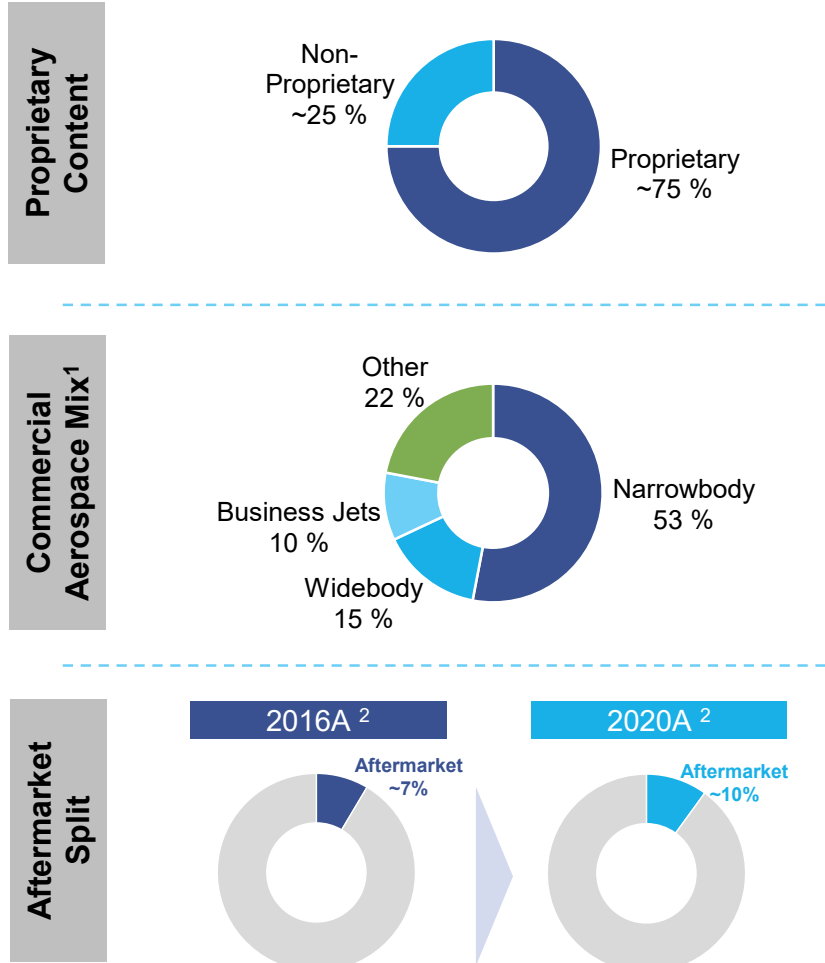 Proprietary
Content
Non-
Proprietary
~25 %
Proprietary
~75 %
Commercial
Aerospace Mix1
Other
22 %
Narrowbody
53 %
Business Jets
10 %
Widebody
15 %
Aftermarket
Split
2016A 2
Aftermarket
~7%
2020A 2
Aftermarket
~10%